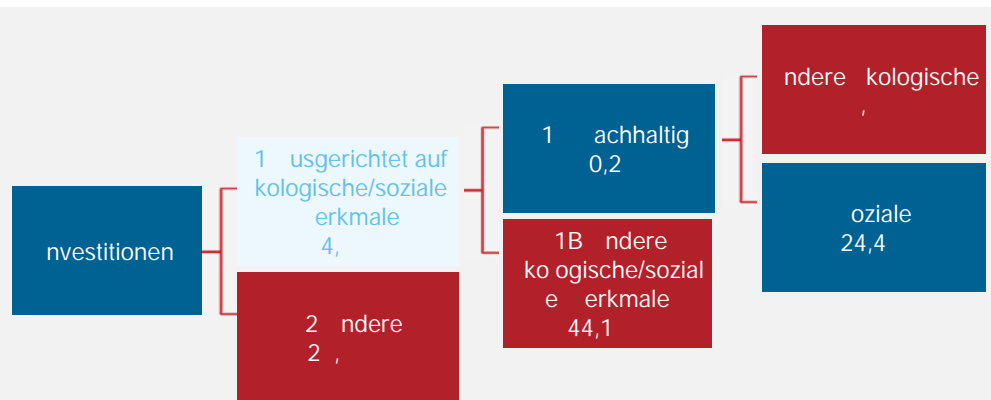 nvestitionen
1 usgerichtet auf
kologische/soziale
erkmale
4,
2 ndere
2 ,
1 achhaltig
0,2
1B ndere
ko ogische/sozial
e erkmale
44,1
ndere kologische
,
oziale
24,4